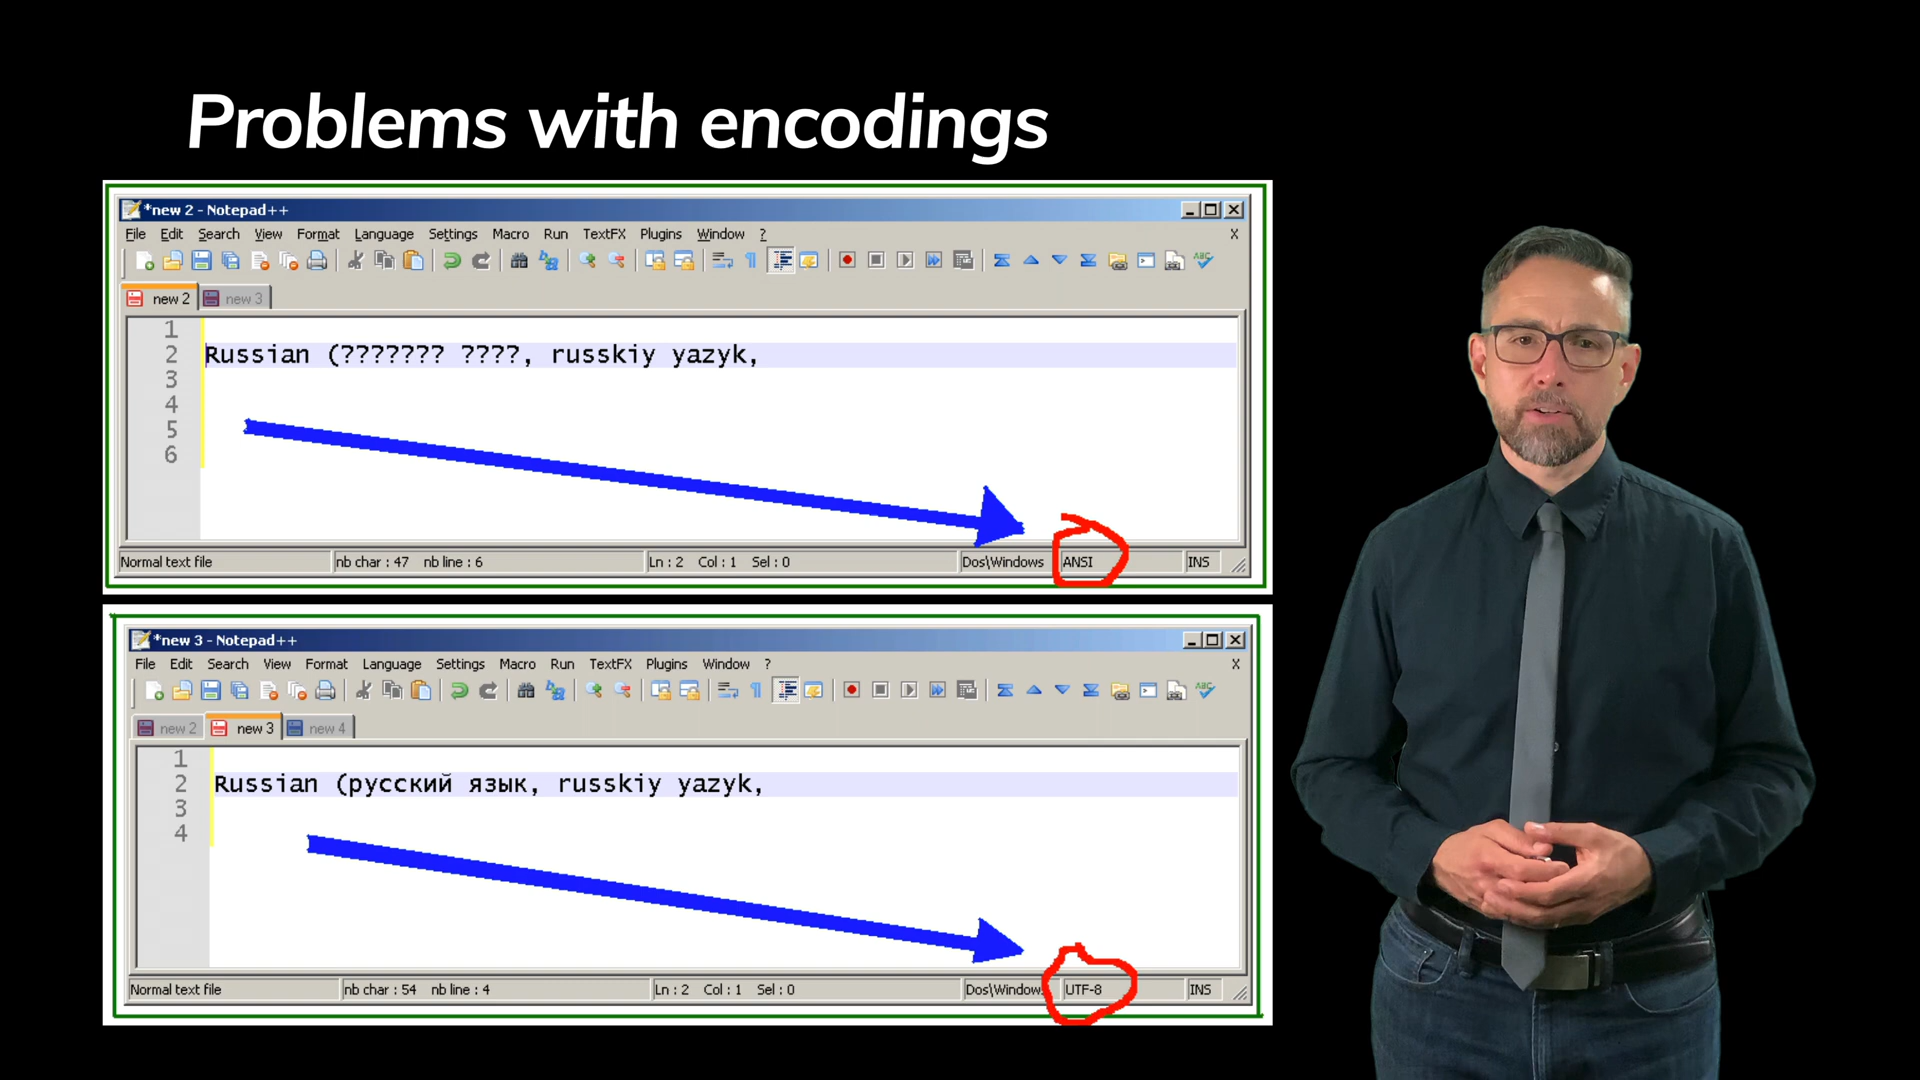 Problems with encodings
*new 2 - Notepad++
File Edit Search View Format Language Settings Macro Run TextFX Plugins Window ? X
ABC
new 2 new 3
1
2 Russian (??????? ????, russkiy yazyk,
3
4
5
6
Normal text file nb char : 47 nb line : 6 Ln : 2 Col : 1 Sel : 0 Dos\Windows ANSI INS
*new 3 - Notepad++
File Edit Search View Format Language Settings Macro Run TextFX Plugins Window ? X
ABC
new 2 new 3 new 4
1
2 Russian (русский язык, russkiy yazyk,
3
4
Normal text file nb char : 54 nb line : 4 Ln : 2 Col : 1 Sel : 0 Dos\Window UTF-8 INS